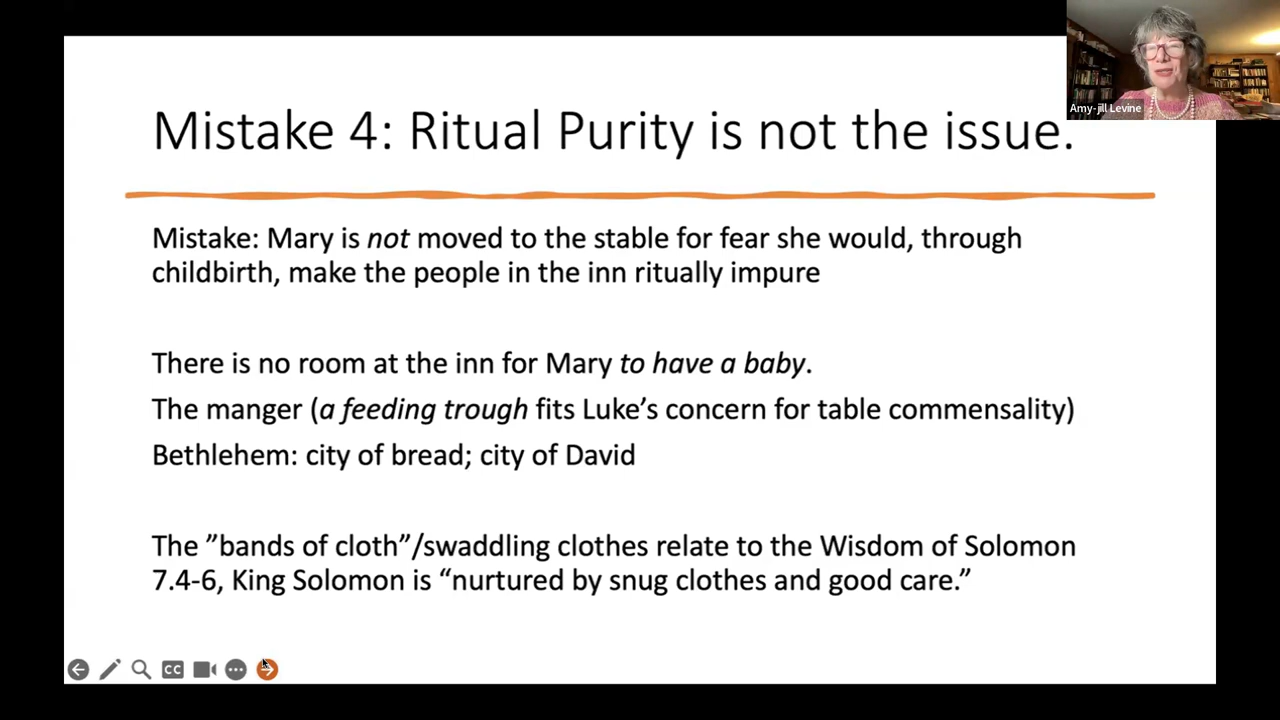 Amy-jill Levine
Mistake 4: Ritual Purity is not the issue.
Mistake: Mary is not moved to the stable for fear she would, through
childbirth, make the people in the inn ritually impure
There is no room at the inn for Mary to have a baby.
The manger (a feeding trough fits Luke’s concern for table commensality)
Bethlehem: city of bread; city of David
The ”bands of cloth”/swaddling clothes relate to the Wisdom of Solomon
7.4-6, King Solomon is “nurtured by snug clothes and good care.”
CC